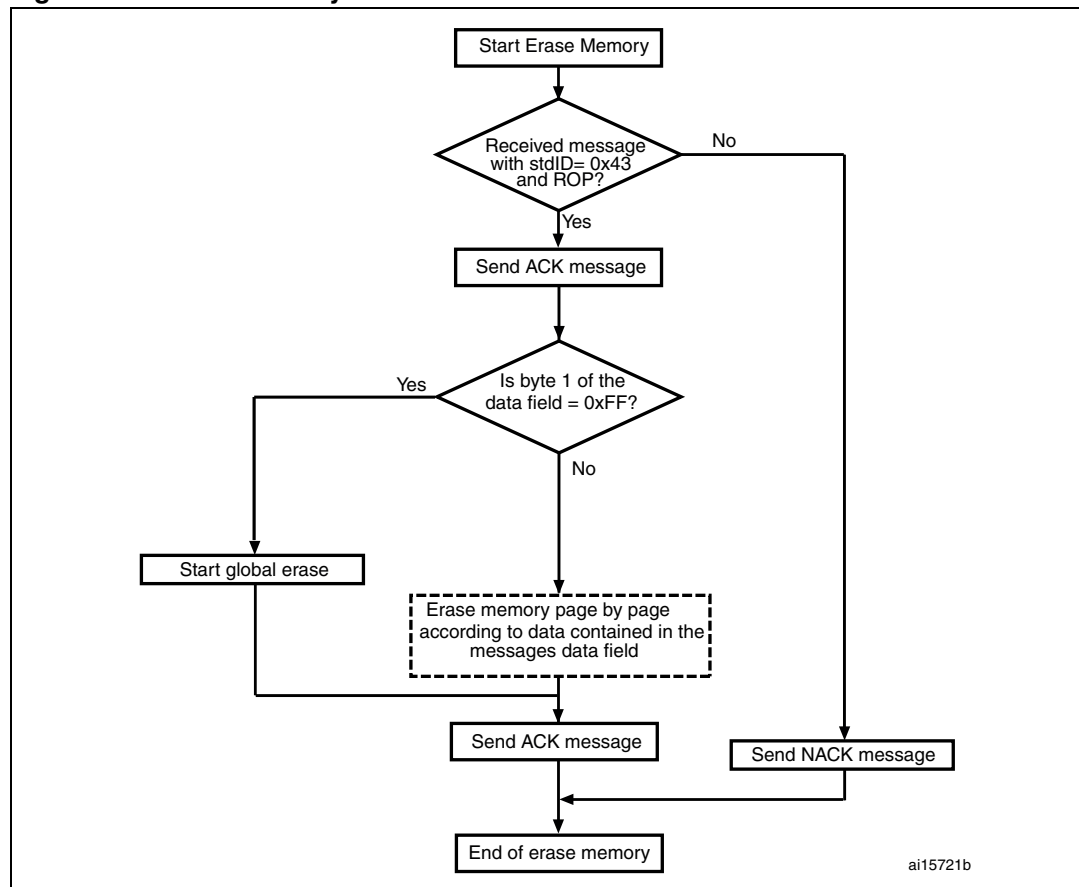 Start Erase Memory
Received message
with stdID= 0x43
and ROP?
No
Yes
Send ACK message
Is byte 1 of the
data field = 0xFF?
Yes
No
Start global erase
Erase memory page by page
according to data contained in the
messages data field
Send ACK message
Send NACK message
End of erase memory
ai15721b